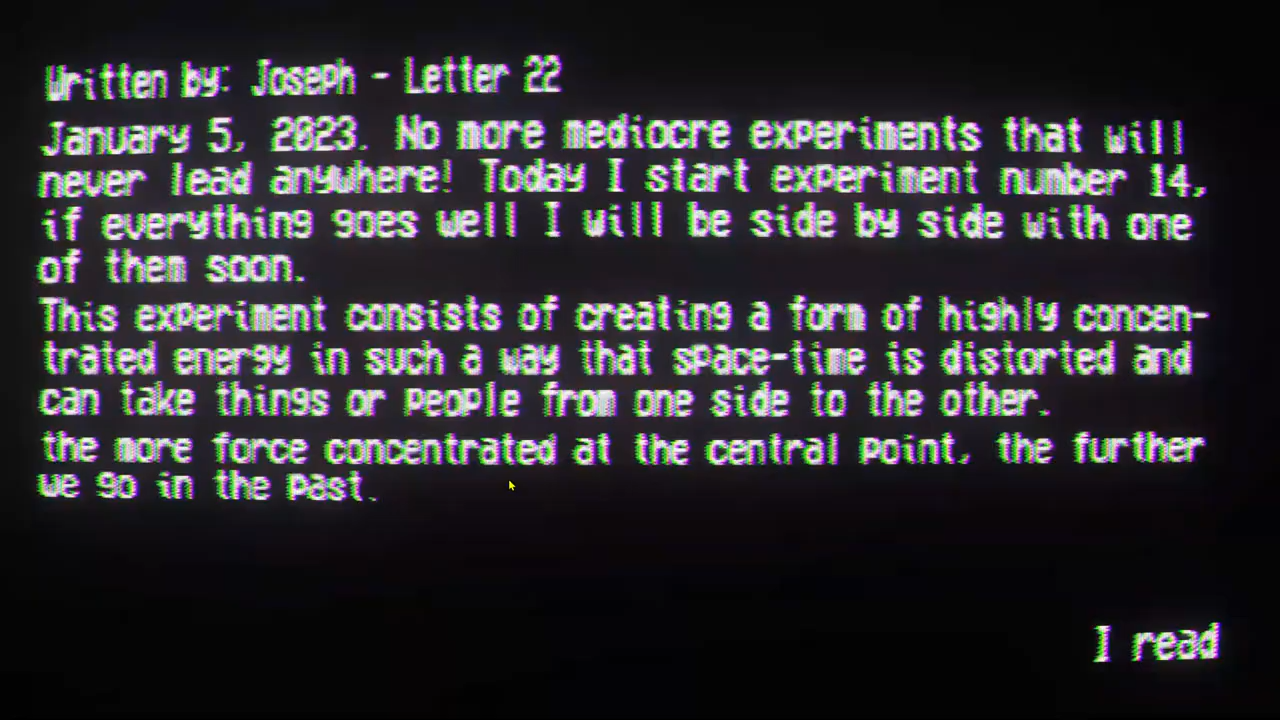 Written by: Joseph - Letter 22
January 5, 2023. No more mediocre experiments that will
never lead anywhere! Today I start experiment number 14,
if everything goes well I will be side by side with one
of them soon.
This experiment consists of creating a form of highly concen-
trated energy in such a way that space-time is distorted and
can take things or people from one side to the other.
the more force concentrated at the central point, the further
we go in the past.
I read